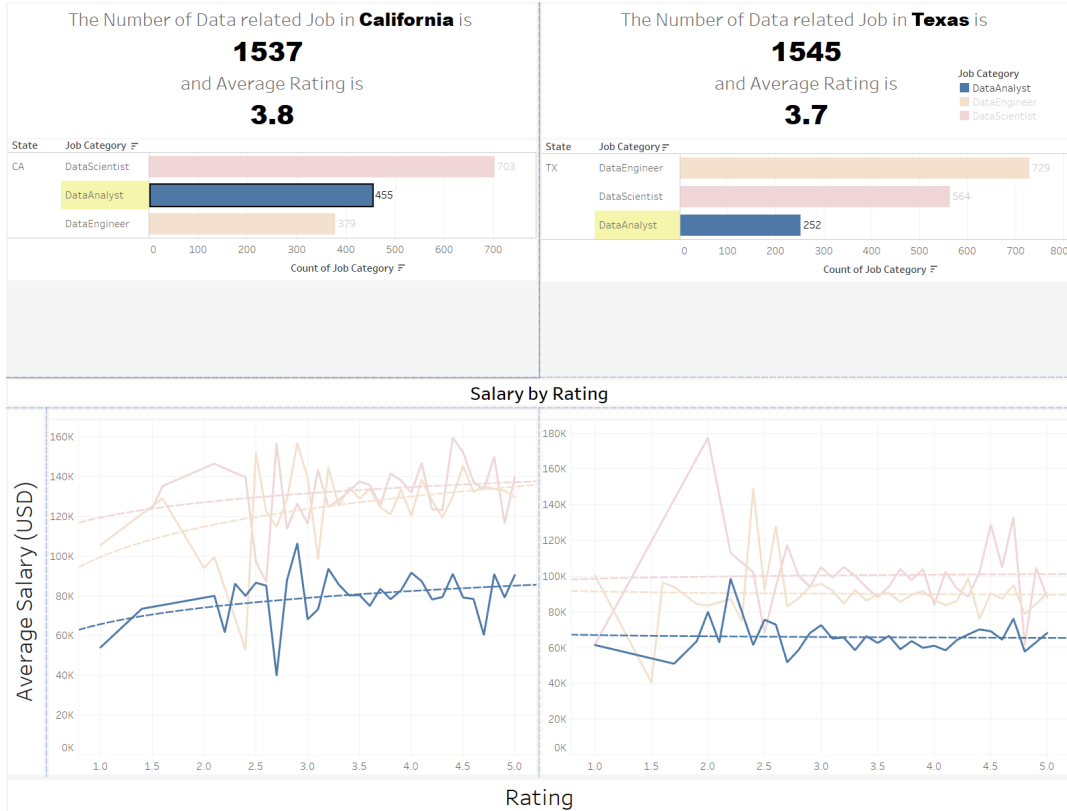 The Number of Data related Job in California is
1537
and Average Rating is
3.8
State Job Category
CA DataScientist 703
DataAnalyst 455
DataEngineer 379
0 100 200 300 400 500 600 700
Count of Job Category
The Number of Data related Job in Texas is
1545
and Average Rating is
3.7
Job Category
DataAnalyst
DataEngineer
DataScientist
State Job Category
TX DataEngineer 729
DataScientist 564
DataAnalyst 252
0 100 200 300 400 500 600 700 800
Count of Job Category
Salary by Rating
Average Salary (USD)
160K
140K
120K
100K
80K
60K
40K
20K
0K
1.0 1.5 2.0 2.5 3.0 3.5 4.0 4.5 5.0
180K
160K
140K
120K
100K
80K
60K
40K
20K
0K
1.0 1.5 2.0 2.5 3.0 3.5 4.0 4.5 5.0
Rating